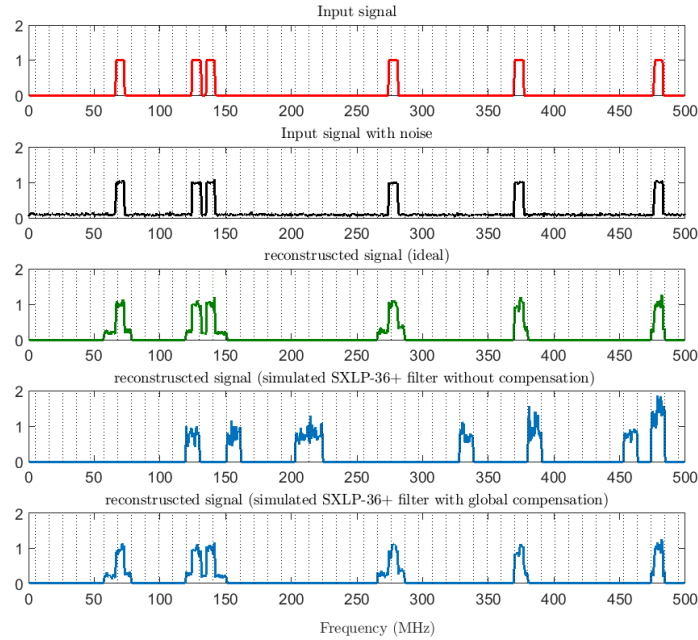 Input signal
2
1
0
0 50 100 150 200 250 300 350 400 450 500
Input signal with noise
2
1
0
0 50 100 150 200 250 300 350 400 450 500
reconstruscted signal (ideal)
2
1
0
0 50 100 150 200 250 300 350 400 450 500
reconstruscted signal (simulated SXLP-36+ filter without compensation)
2
1
0
0 50 100 150 200 250 300 350 400 450 500
reconstruscted signal (simulated SXLP-36+ filter with global compensation)
2
1
0
0 50 100 150 200 250 300 350 400 450 500
Frequency (MHz)